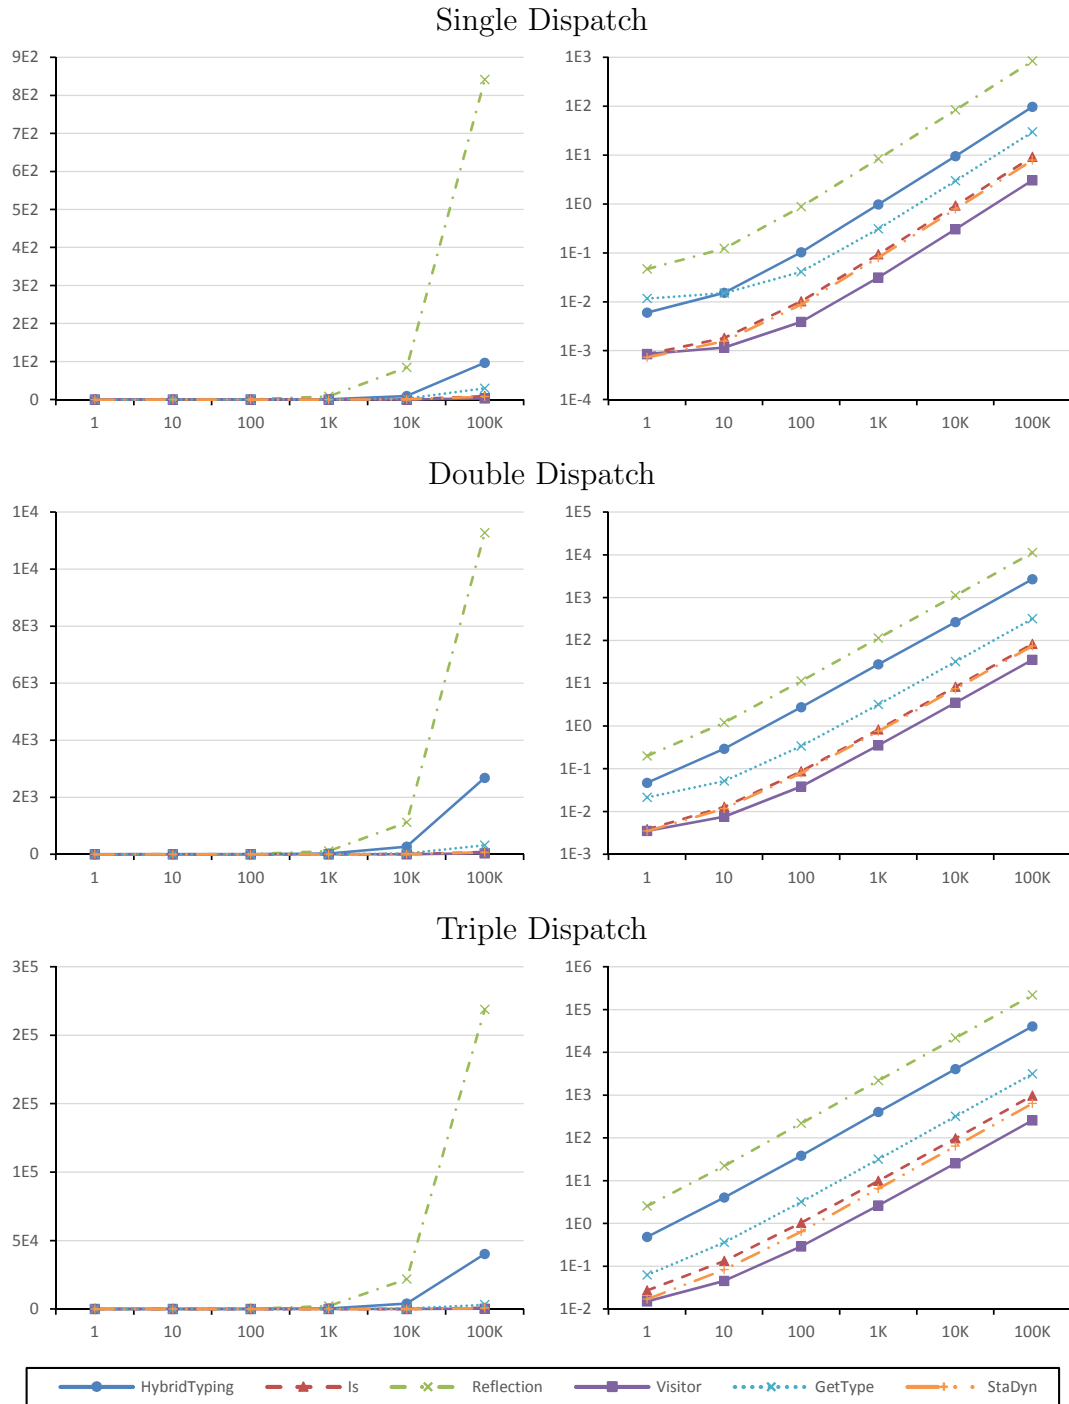 Single Dispatch
9E2
8E2
7E2
6E2
5E2
4E2
3E2
2E2
1E2
0
1 10 100 1K 10K 100K
1E3
1E2
1E1
1E0
1E-1
1E-2
1E-3
1E-4
1 10 100 1K 10K 100K
Double Dispatch
1E4
1E4
8E3
6E3
4E3
2E3
0
1 10 100 1K 10K 100K
1E5
1E4
1E3
1E2
1E1
1E0
1E-1
1E-2
1E-3
1 10 100 1K 10K 100K
Triple Dispatch
3E5
2E5
2E5
1E5
5E4
0
1 10 100 1K 10K 100K
1E6
1E5
1E4
1E3
1E2
1E1
1E0
1E-1
1E-2
1 10 100 1K 10K 100K
HybridTyping Is Reflection Visitor GetType StaDyn